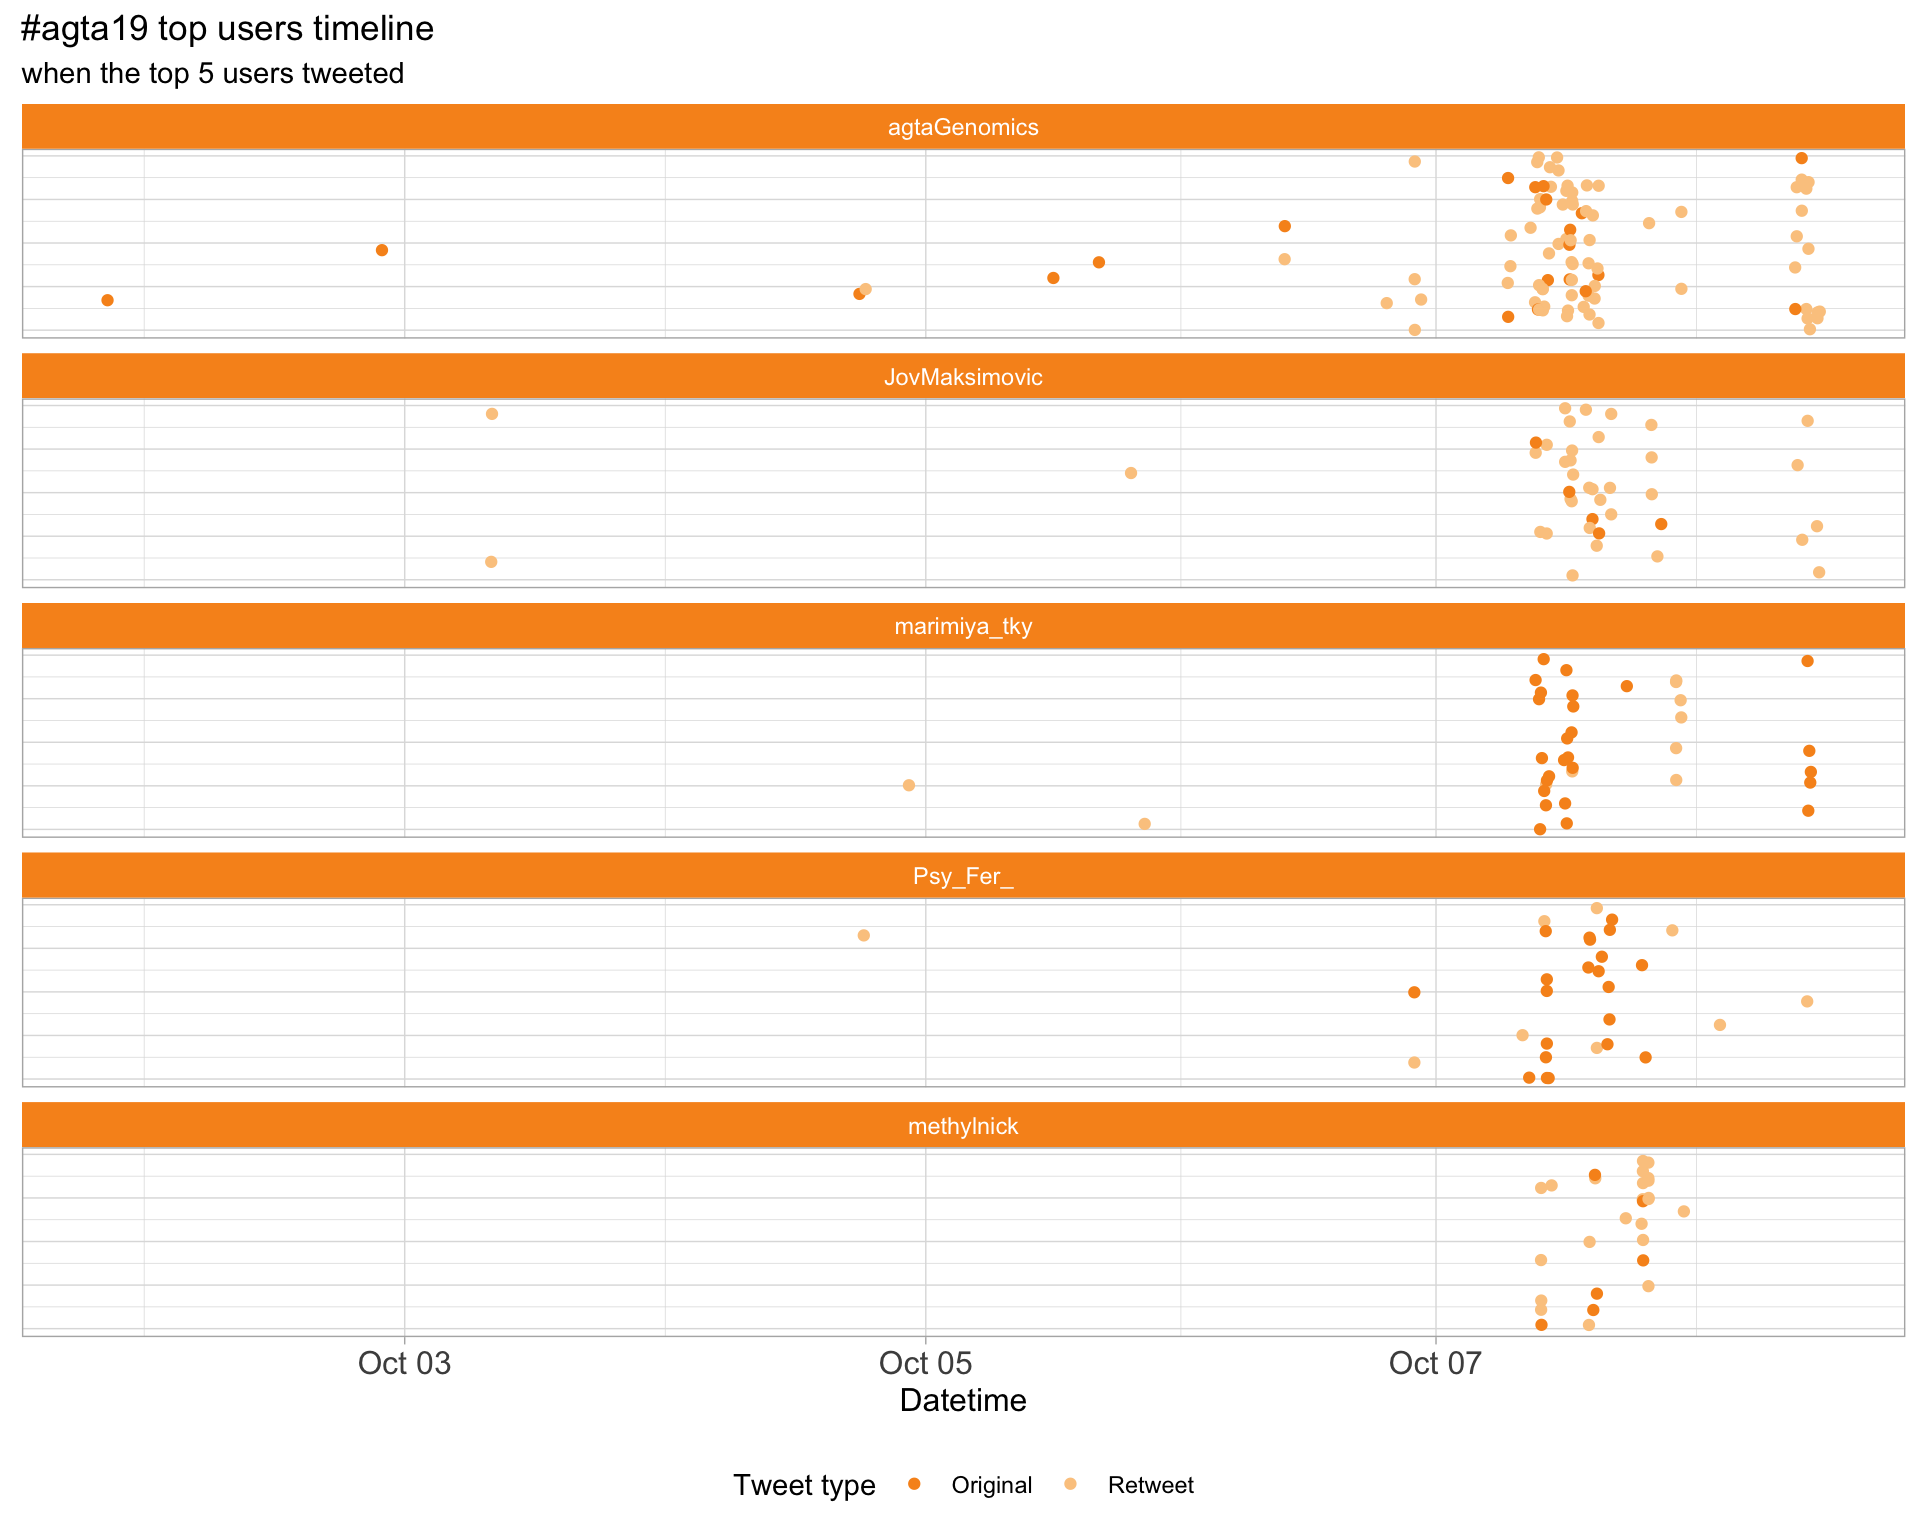 #agta19 top users timeline
when the top 5 users tweeted
agtaGenomics
JovMaksimovic
marimiya_tky
Psy_Fer_
methylnick
Oct 03 Oct 05 Oct 07
Datetime
Tweet type Original Retweet